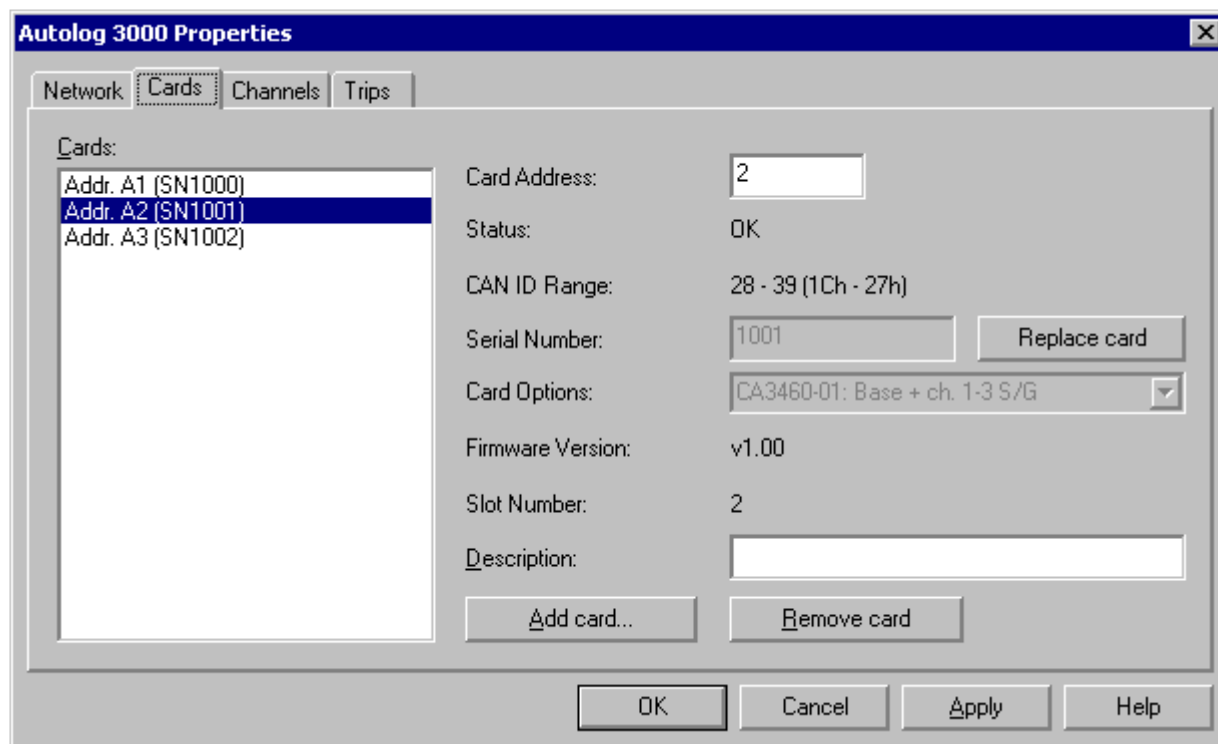 Autolog 3000 Properties
Network Cards Channels Trips
Cards:
Addr. A1 (SN1000)
Addr. A2 (SN1001)
Addr. A3 (SN1002)
Card Address: 2
Status: OK
CAN ID Range: 28 - 39 (1Ch - 27h)
Serial Number: 1001 Replace card
Card Options: CA3460-01: Base + ch. 1-3 S/G
Firmware Version: v1.00
Slot Number: 2
Description:
Add card... Remove card
OK Cancel Apply Help